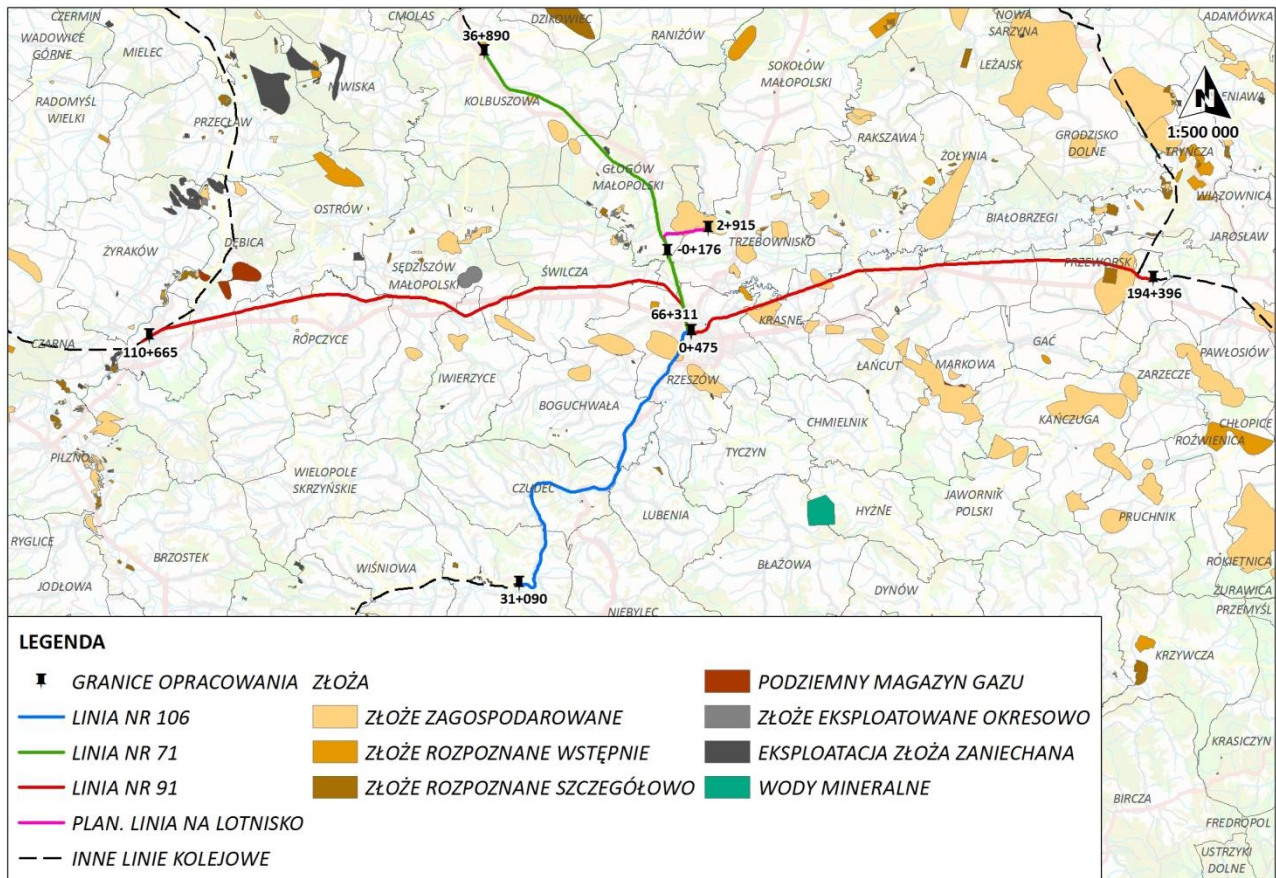 CZERMIN
CMOLAS
DZIKOWIEC
RANIŻÓW
NOWA
SARZYNA
ADAMÓWKA
WADOWICE
GÓRNE
MIELEC
36+890
SOKOŁÓW
MAŁOPOLSKI
LEŻAJSK
NIWISKA
KOLBUSZOWA
N
1:500 000
RADOMYŚL
WIELKI
PRZECŁAW
RAKSZAWA
GRODZISKO
DOLNE
TRYŃCZA
ŻOŁYNIA
GŁOGÓW
MAŁOPOLSKI
WIĄZOWNICA
OSTRÓW
BIAŁOBRZEGI
2+915
TRZEBOWNISKO
JAROSŁAW
ŻYRAKÓW
DĘBICA
-0+176
SĘDZISZÓW
MAŁOPOLSKI
ŚWILCZA
PRZEWORSK
194+396
66+311
KRASNE
0+475
CZARNA
110+665
ROPCZYCE
GAĆ
PAWŁOSIÓW
IWIERZYCE
RZESZÓW
ŁAŃCUT
MARKOWA
ZARZECZE
BOGUCHWAŁA
CHMIELNIK
KAŃCZUGA
CHŁOPICE
ROŹWIENICA
PILZNO
TYCZYN
WIELOPOLE
SKRZYŃSKIE
CZUDEC
JAWORNIK
POLSKI
LUBENIA
HYŻNE
PRUCHNIK
RYGLICE
BRZOSTEK
WIŚNIOWA
BŁAŻOWA
ROKIETNICA
JODŁOWA
DYNÓW
ŻURAWICA
31+090
NIEBYLEC
PRZEMYŚL
KRZYWCZA
KRASICZYN
BIRCZA
FREDROPOL
USTRZYKI
DOLNE
LEGENDA
GRANICE OPRACOWANIA
LINIA NR 106
LINIA NR 71
LINIA NR 91
PLAN. LINIA NA LOTNISKO
INNE LINIE KOLEJOWE
ZŁOŻA
ZŁOŻE ZAGOSPODAROWANE
ZŁOŻE ROZPOZNANE WSTĘPNIE
ZŁOŻE ROZPOZNANE SZCZEGÓŁOWO
PODZIEMNY MAGAZYN GAZU
ZŁOŻE EKSPLOATOWANE OKRESOWO
EKSPLOATACJA ZŁOŻA ZANIECHANA
WODY MINERALNE